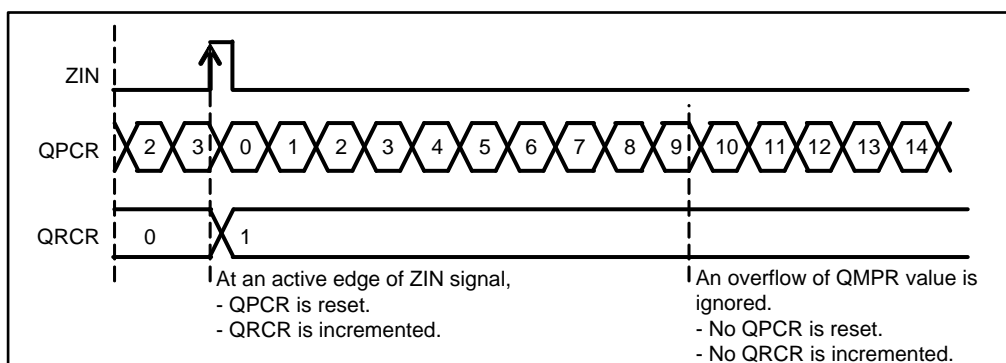 ZIN
QPCR 2 3 0 1 2 3 4 5 6 7 8 9 10 11 12 13 14
QRCR 0 1
At an active edge of ZIN signal,
- QPCR is reset.
- QRCR is incremented.
An overflow of QMPR value is
ignored.
- No QPCR is reset.
- No QRCR is incremented.